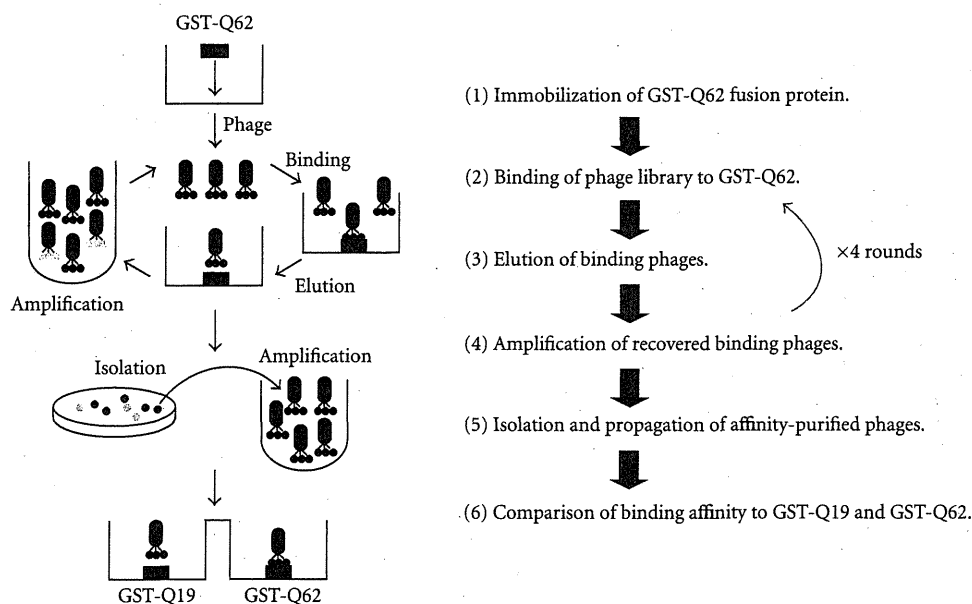 GST-Q62
Phage
Binding
Elution
Amplification
Isolation
Amplification
GST-Q19
GST-Q62
(1) Immobilization of GST-Q62 fusion protein.
(2) Binding of phage library to GST-Q62.
(3) Elution of binding phages.
×4 rounds
(4) Amplification of recovered binding phages.
(5) Isolation and propagation of affinity-purified phages.
(6) Comparison of binding affinity to GST-Q19 and GST-Q62.